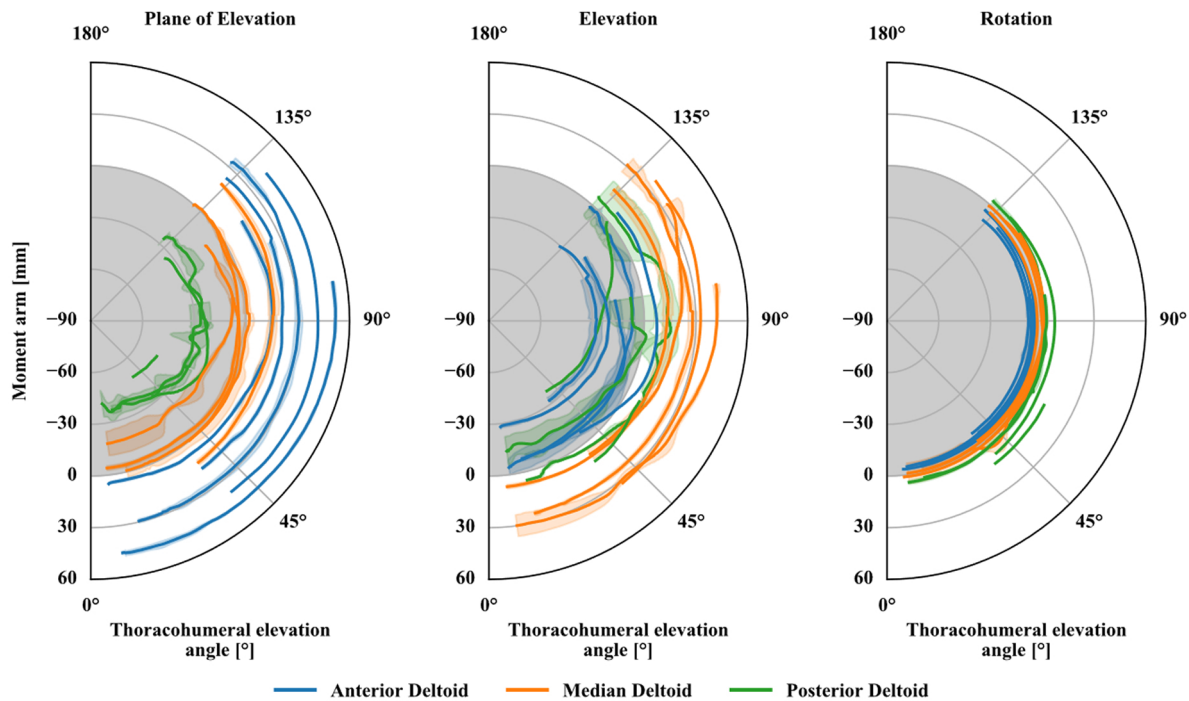 Plane of Elevation
180°
135°
90°
45°
0°
Moment arm [mm]
−90
−60
−30
0
30
60
Thoracohumeral elevation
angle [°]
Elevation
180°
135°
90°
45°
0°
−90
−60
−30
0
30
60
Thoracohumeral elevation
angle [°]
Rotation
180°
135°
90°
45°
0°
−90
−60
−30
0
30
60
Thoracohumeral elevation
angle [°]
Anterior Deltoid
Median Deltoid
Posterior Deltoid